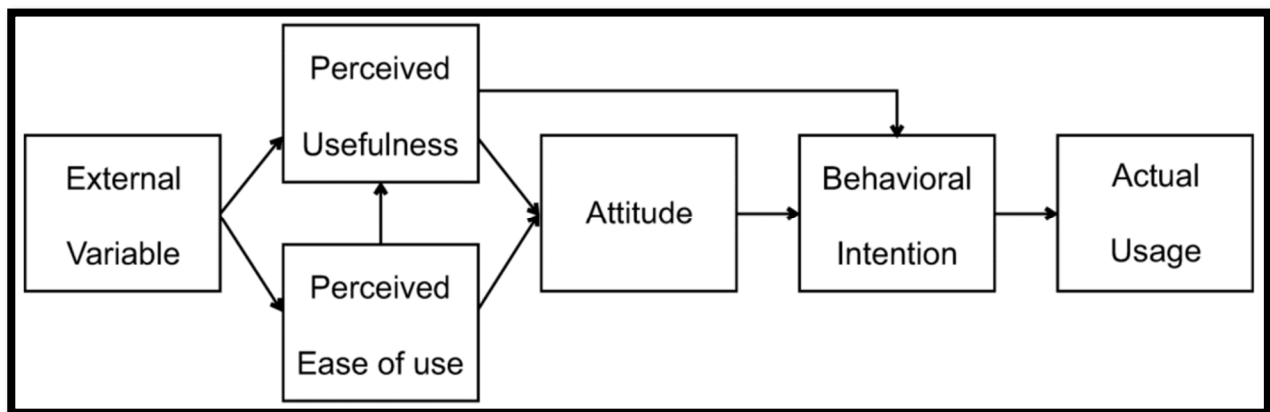 External
Variable
Perceived
Usefulness
Perceived
Ease of use
Attitude
Behavioral
Intention
Actual
Usage